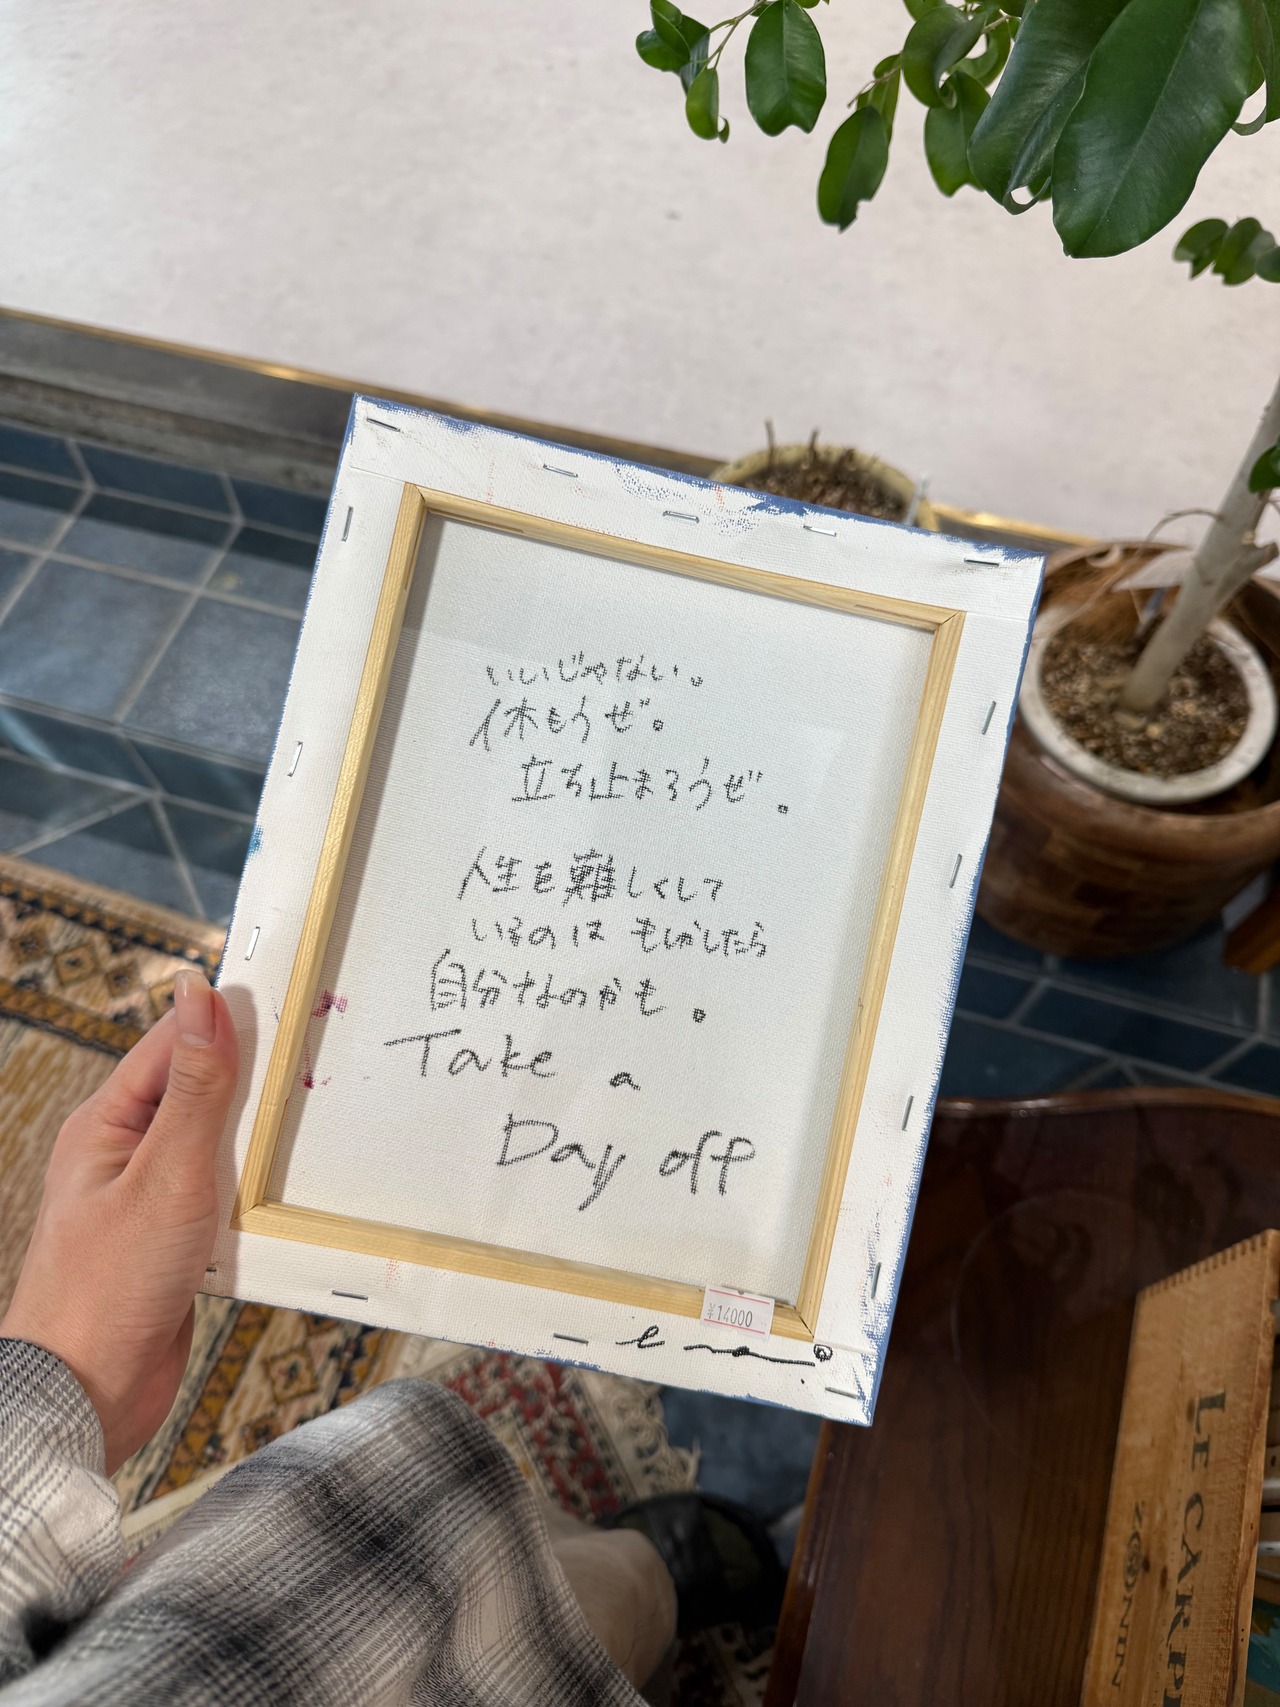 いいじゃない。
休もうぜ。
立ち止まろうぜ。
人生を難しくして
いるのは もしかしたら
自分なのかも。
Take a
Day off
¥14000
LE CARPE